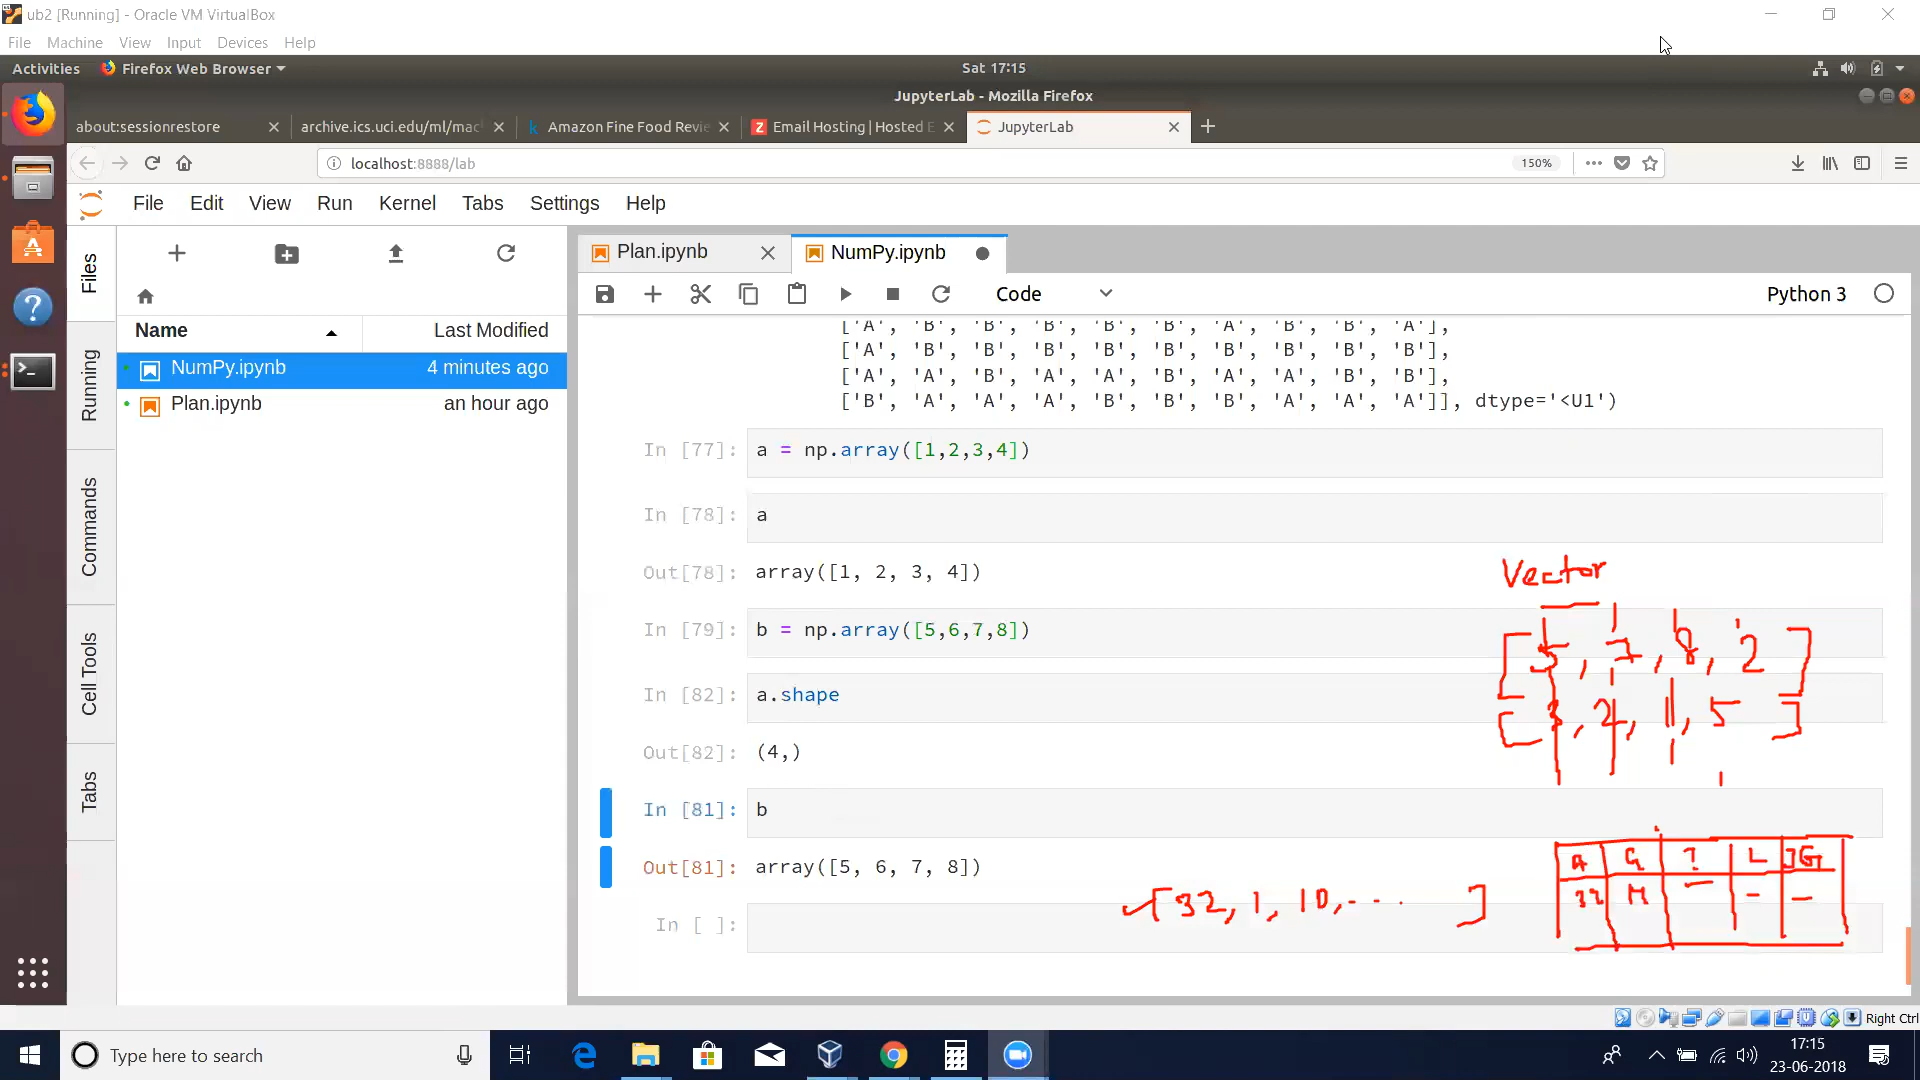 ub2 [Running] - Oracle VM VirtualBox
File Machine View Input Devices Help
Activities Firefox Web Browser Sat 17:15
JupyterLab - Mozilla Firefox
about:sessionrestore archive.ics.uci.edu/ml/mac k Amazon Fine Food Revie Z Email Hosting | Hosted E JupyterLab
localhost:8888/lab 150%
File Edit View Run Kernel Tabs Settings Help
Files
Running
Commands
Cell Tools
Tabs
Name Last Modified
NumPy.ipynb 4 minutes ago
Plan.ipynb an hour ago
Plan.ipynb NumPy.ipynb
Code Python 3
['A', 'B', 'B', 'B', 'B', 'B', 'A', 'B', 'B', 'A'],
['A', 'B', 'B', 'B', 'B', 'B', 'B', 'B', 'B', 'B'],
['A', 'A', 'B', 'A', 'A', 'B', 'A', 'A', 'B', 'B'],
['B', 'A', 'A', 'A', 'B', 'B', 'B', 'A', 'A', 'A']], dtype='<U1')
In [77]: a = np.array([1,2,3,4])
In [78]: a
Out[78]: array([1, 2, 3, 4])
In [79]: b = np.array([5,6,7,8])
In [82]: a.shape
Out[82]: (4,)
In [81]: b
Out[81]: array([5, 6, 7, 8])
In [ ]:
Vector
[5, 7, 8, 2]
[3, 2, 1, 5]
[32, 1, 10, --- ]
A G T L JG
32 M — - —
Right Ctrl
Type here to search
17:15
23-06-2018